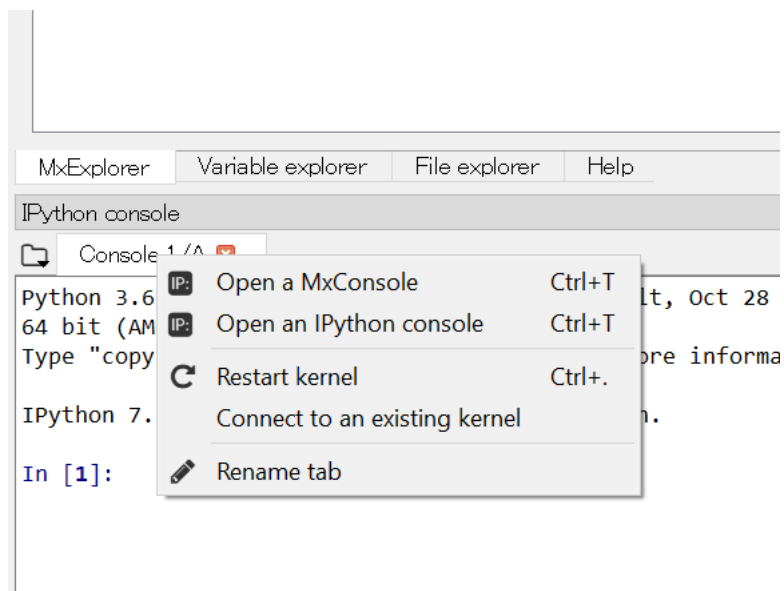 MxExplorer Variable explorer File explorer Help
IPython console
Console 1/A
Open a MxConsole Ctrl+T
Open an IPython console Ctrl+T
Restart kernel Ctrl+.
Connect to an existing kernel
Rename tab
Python 3.6 lt, Oct 28
64 bit (AM
Type "copy ore informa
IPython 7. n.
In [1]: